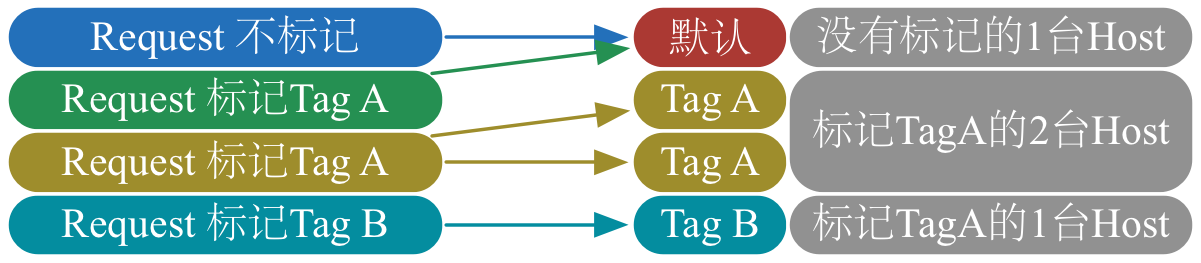 Request 不标记
默认
没有标记的1台Host
Request 标记Tag A
Tag A
标记TagA的2台Host
Request 标记Tag A
Tag A
Request 标记Tag B
Tag B
标记TagA的1台Host